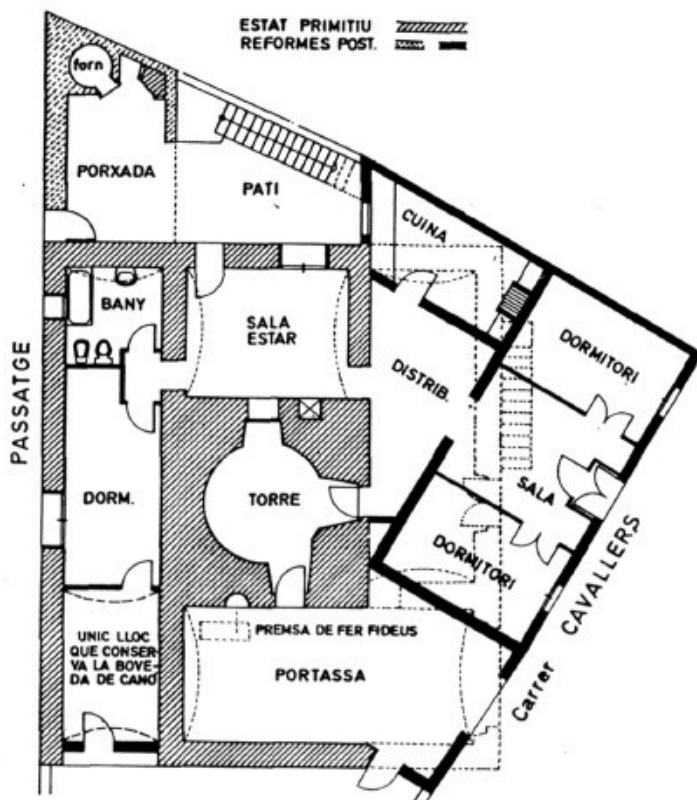 ESTAT PRIMITIU
REFORMES POST.
forn
PORXADA
PATI
CUINA
BANY
SALA
ESTAR
DORMITORI
DISTRIB.
PASSATGE
DORM.
TORRE
SALA
DORMITORI
CARRER CAVALLERS
UNIC LLOC
QUE CONSER-
VA LA BOVE-
DA DE CANO
PREMSA DE FER FIDEUS
PORTASSA